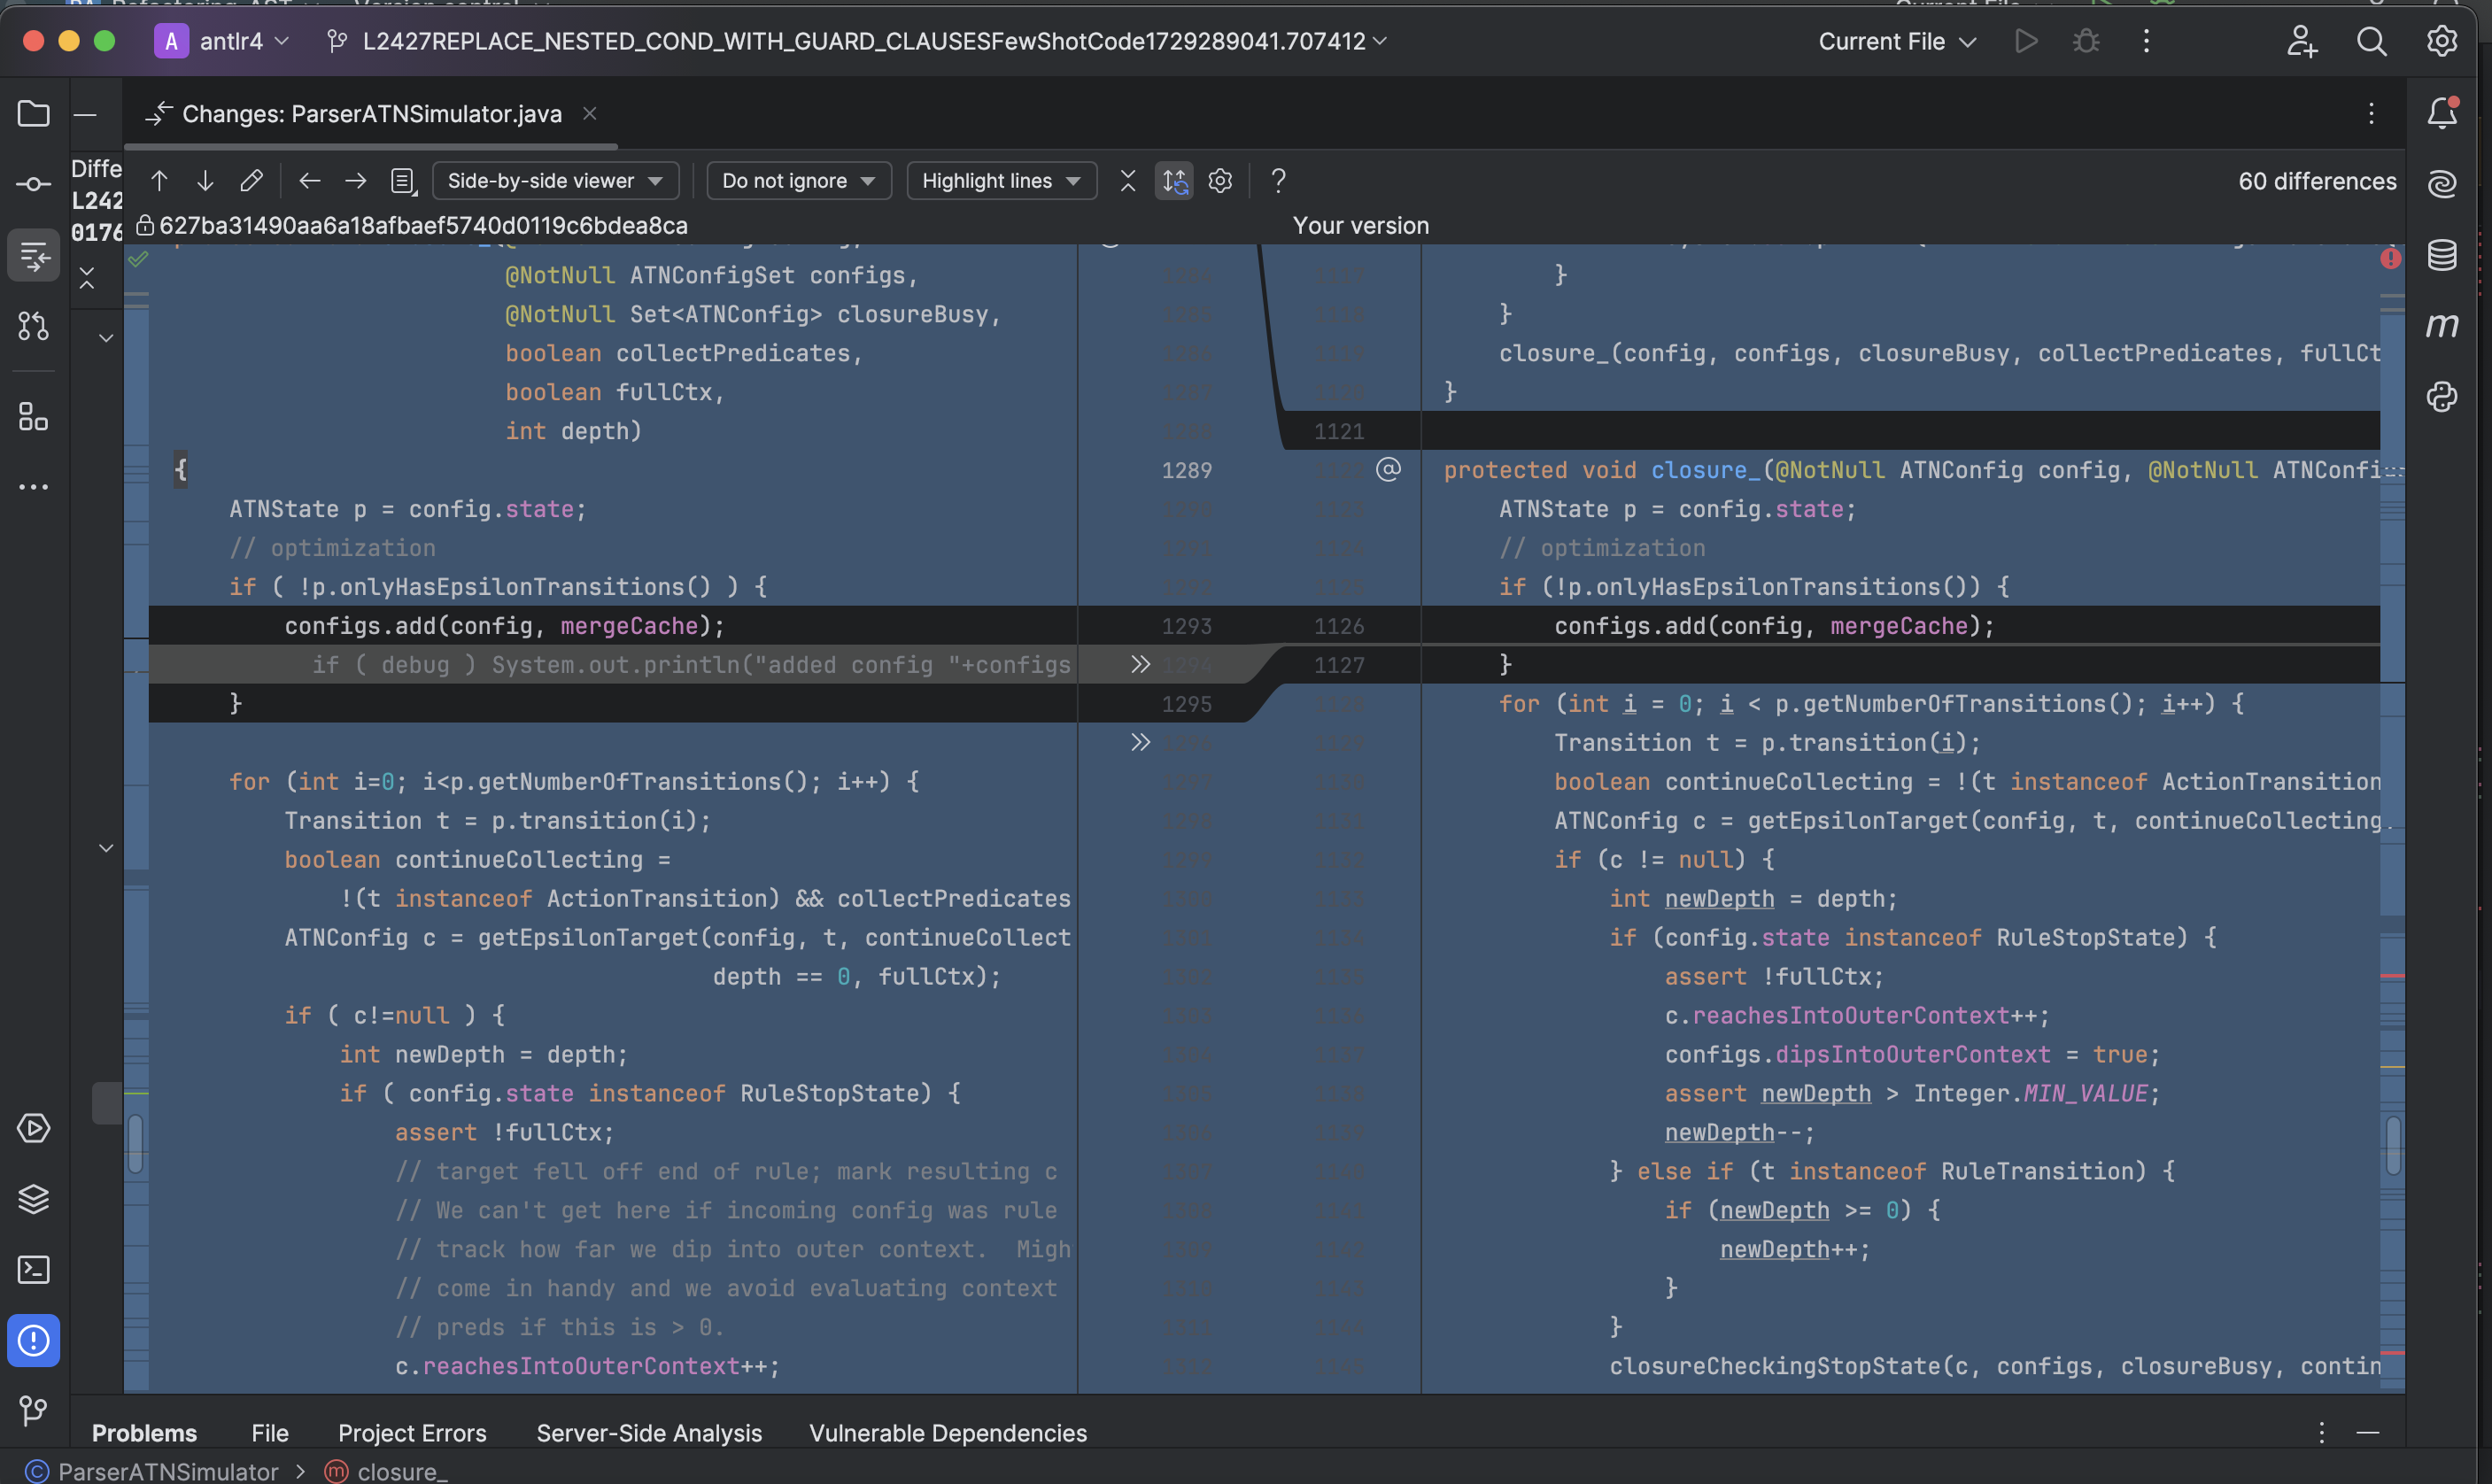 antlr4
L2427REPLACE_NESTED_COND_WITH_GUARD_CLAUSESFewShotCode1729289041.707412
Current File
Changes: ParserATNSimulator.java
Diffe
L242
0176
Side-by-side viewer
Do not ignore
Highlight lines
?
60 differences
627ba31490aa6a18afbaef5740d0119c6bdea8ca
Your version
@NotNull ATNConfigSet configs,
@NotNull Set<ATNConfig> closureBusy,
boolean collectPredicates,
boolean fullCtx,
int depth)
{
ATNState p = config.state;
// optimization
if ( !p.onlyHasEpsilonTransitions() ) {
configs.add(config, mergeCache);
if ( debug ) System.out.println("added config "+configs
}
for (int i=0; i<p.getNumberOfTransitions(); i++) {
Transition t = p.transition(i);
boolean continueCollecting =
!(t instanceof ActionTransition) && collectPredicates
ATNConfig c = getEpsilonTarget(config, t, continueCollect
depth == 0, fullCtx);
if ( c!=null ) {
int newDepth = depth;
if ( config.state instanceof RuleStopState) {
assert !fullCtx;
// target fell off end of rule; mark resulting c
// We can't get here if incoming config was rule
// track how far we dip into outer context.  Migh
// come in handy and we avoid evaluating context
// preds if this is > 0.
c.reachesIntoOuterContext++;
1289
1293
1294
1295
1121
1126
1127
}
}
closure_(config, configs, closureBusy, collectPredicates, fullCt
}
protected void closure_(@NotNull ATNConfig config, @NotNull ATNConfi
ATNState p = config.state;
// optimization
if (!p.onlyHasEpsilonTransitions()) {
configs.add(config, mergeCache);
}
for (int i = 0; i < p.getNumberOfTransitions(); i++) {
Transition t = p.transition(i);
boolean continueCollecting = !(t instanceof ActionTransition
ATNConfig c = getEpsilonTarget(config, t, continueCollecting
if (c != null) {
int newDepth = depth;
if (config.state instanceof RuleStopState) {
assert !fullCtx;
c.reachesIntoOuterContext++;
configs.dipsIntoOuterContext = true;
assert newDepth > Integer.MIN_VALUE;
newDepth--;
} else if (t instanceof RuleTransition) {
if (newDepth >= 0) {
newDepth++;
}
}
closureCheckingStopState(c, configs, closureBusy, contin
Problems
File
Project Errors
Server-Side Analysis
Vulnerable Dependencies
ParserATNSimulator > closure_